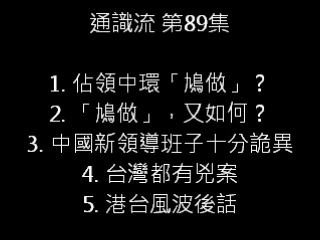 通識流 第89集
1. 佔領中環「鳩做」？
2. 「鳩做」，又如何？
3. 中國新領導班子十分詭異
4. 台灣都有兇案
5. 港台風波後話